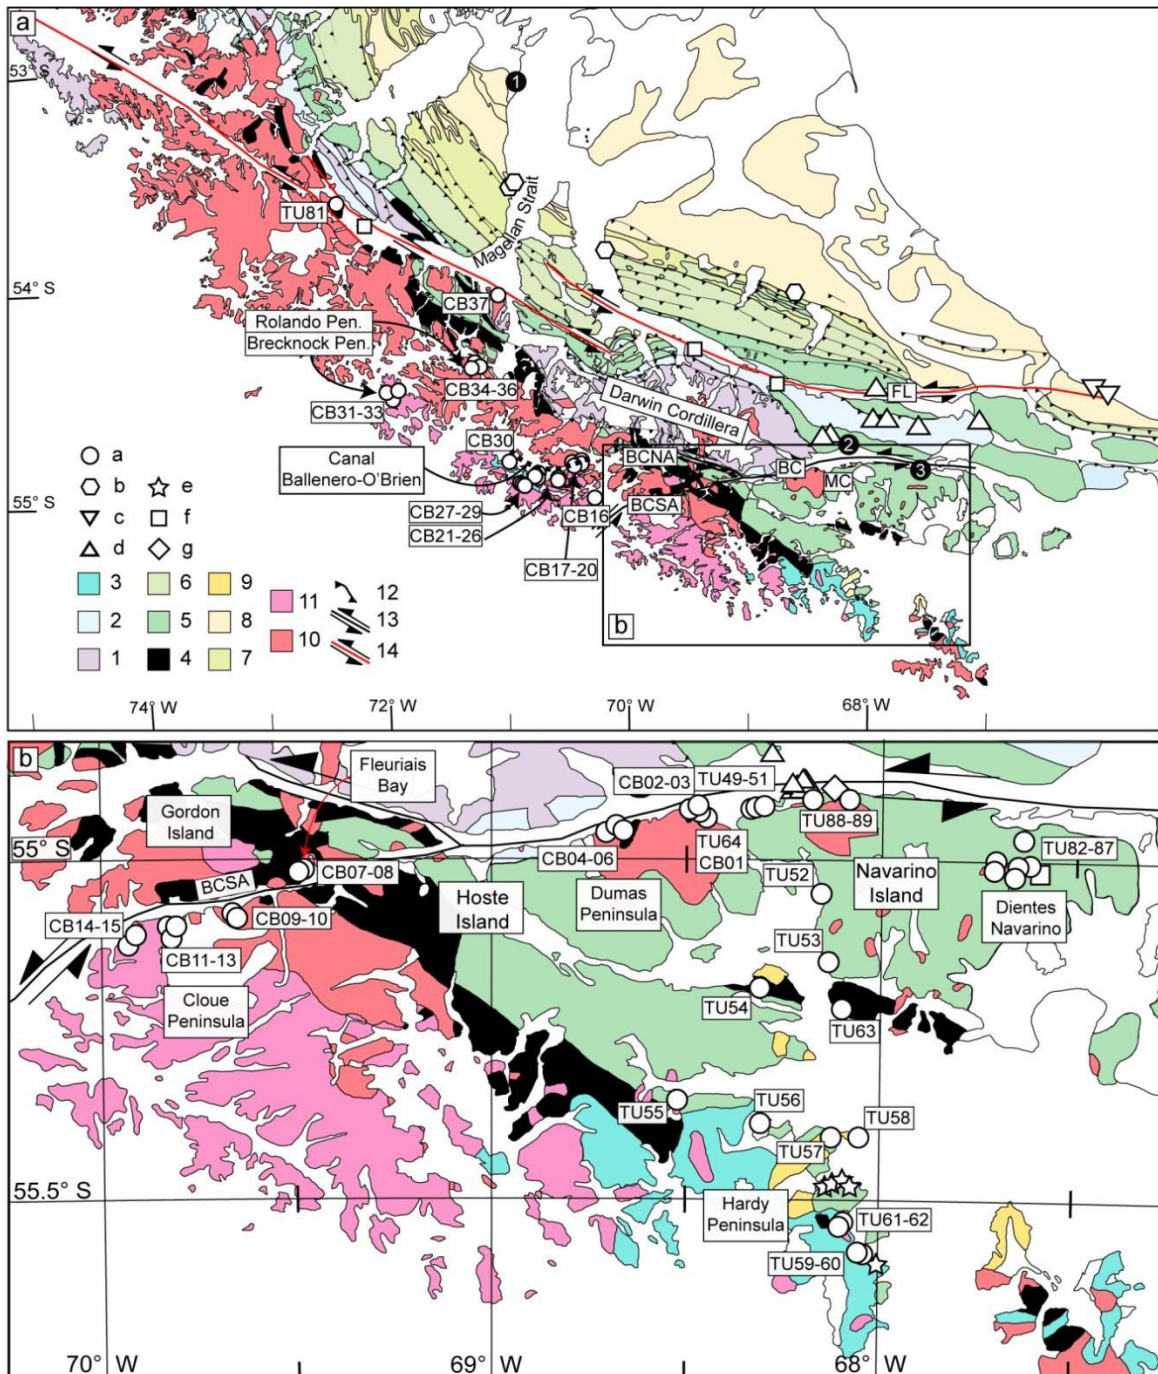 a
53° S
1
TU81
Magellan Strait
54° S
CB37
Rolando Pen.
Brecknock Pen.
CB34-36
CB31-33
Darwin Cordillera
FL
CB30
Canal
Ballenero-O'Brien
BCNA
BC
2
3
MC
CB27-29
CB16
BCSA
CB21-26
CB17-20
55° S
a
b
e
c
f
d
g
3
6
9
11
12
2
5
8
13
1
4
7
10
14
b
74° W
72° W
70° W
68° W
b
Fleuriais
Bay
CB02-03
TU49-51
Gordon
Island
TU88-89
55° S
TU64
CB01
CB04-06
TU82-87
BCSA
CB07-08
TU52
Navarino
Island
Hoste
Island
Dumas
Peninsula
Dientes
Navarino
CB14-15
CB09-10
TU53
CB11-13
Cloue
Peninsula
TU54
TU63
TU55
TU56
TU58
TU57
55.5° S
Hardy
Peninsula
TU61-62
TU59-60
70° W
69° W
68° W